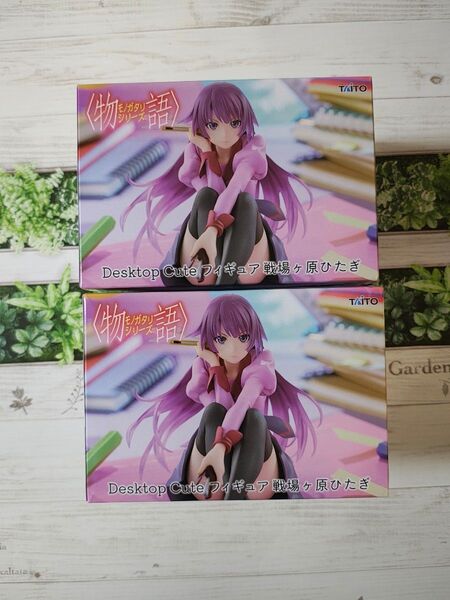 TAITO
〈物語〉
モノガタリ
シリーズ
Desktop Cute フィギュア 戦場ヶ原ひたぎ
TAITO
〈物語〉
モノガタリ
シリーズ
Desktop Cute フィギュア 戦場ヶ原ひたぎ
Garden